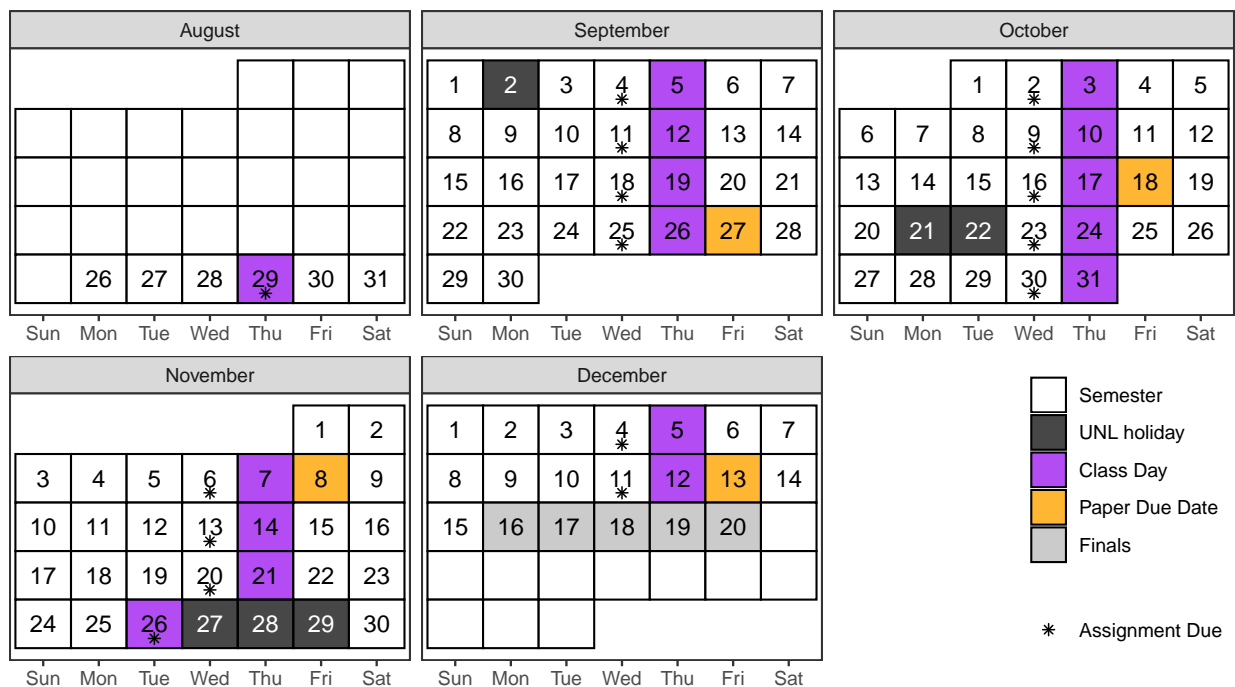 August
26 27 28 29 30 31
*
Sun Mon Tue Wed Thu Fri Sat
September
1 2 3 4 5 6 7
*
8 9 10 11 12 13 14
*
15 16 17 18 19 20 21
*
22 23 24 25 26 27 28
*
29 30
Sun Mon Tue Wed Thu Fri Sat
October
1 2 3 4 5
*
6 7 8 9 10 11 12
*
13 14 15 16 17 18 19
*
20 21 22 23 24 25 26
*
27 28 29 30 31
*
Sun Mon Tue Wed Thu Fri Sat
November
1 2
3 4 5 6 7 8 9
*
10 11 12 13 14 15 16
*
17 18 19 20 21 22 23
*
24 25 26 27 28 29 30
*
Sun Mon Tue Wed Thu Fri Sat
December
1 2 3 4 5 6 7
*
8 9 10 11 12 13 14
*
15 16 17 18 19 20
Sun Mon Tue Wed Thu Fri Sat
Semester
UNL holiday
Class Day
Paper Due Date
Finals
* Assignment Due